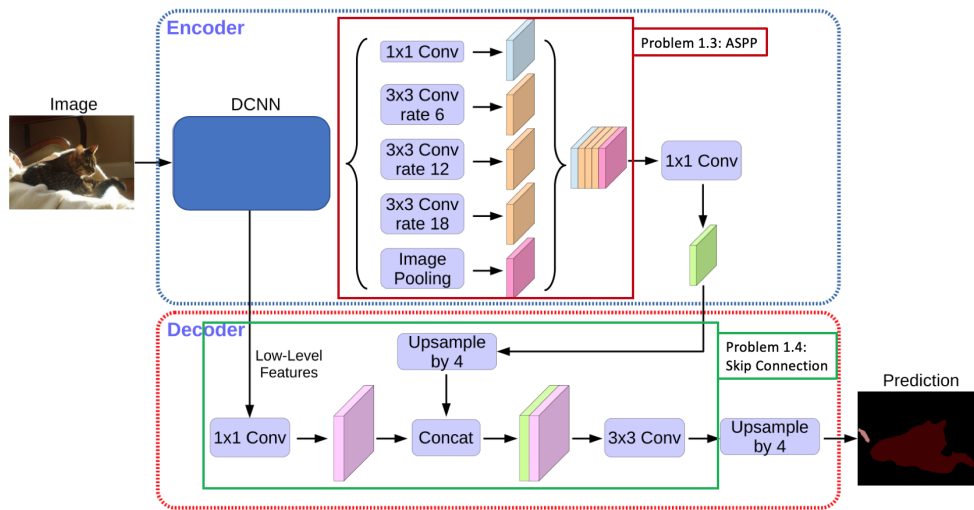 Encoder
Problem 1.3: ASPP
Image
DCNN
1x1 Conv
3x3 Conv
rate 6
3x3 Conv
rate 12
3x3 Conv
rate 18
Image
Pooling
1x1 Conv
Decoder
Problem 1.4:
Skip Connection
Low-Level
Features
Upsample
by 4
1x1 Conv
Concat
3x3 Conv
Upsample
by 4
Prediction